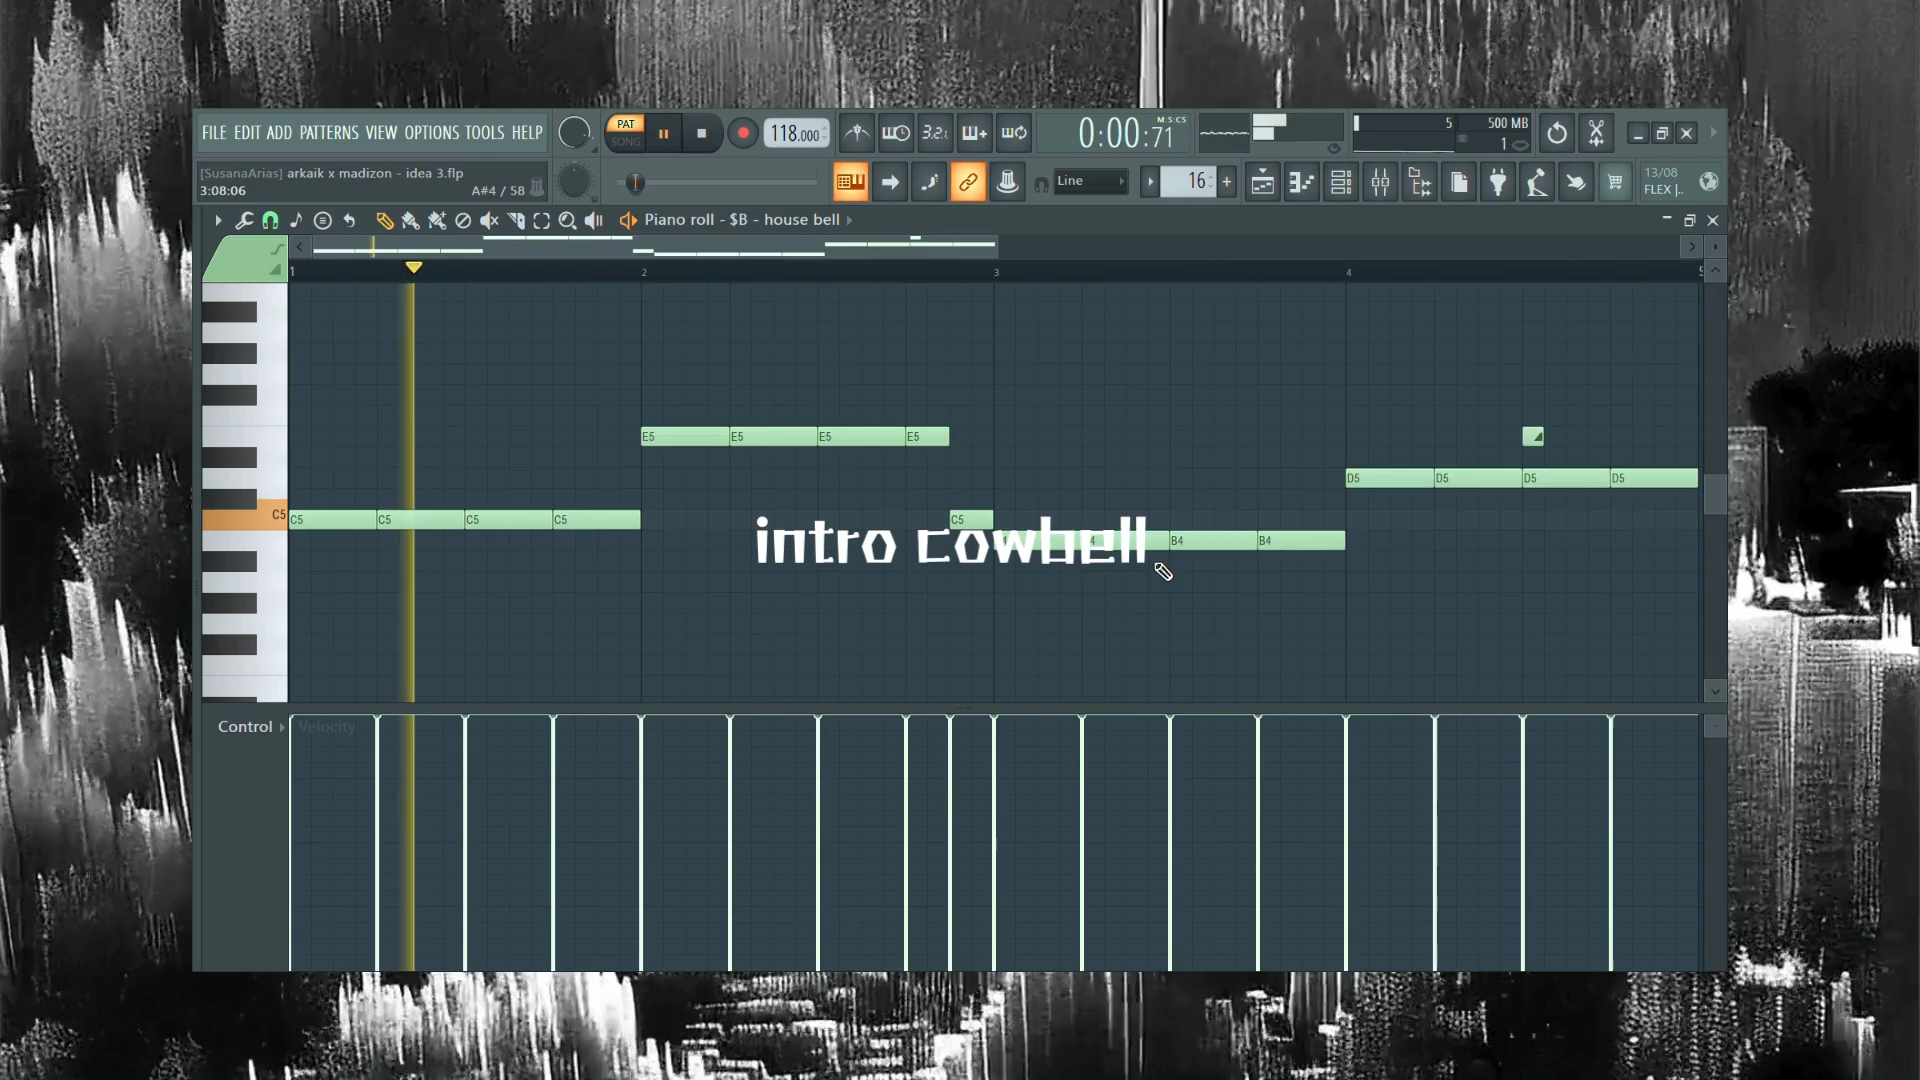 FILE EDIT ADD PATTERNS VIEW OPTIONS TOOLS HELP
PAT
SONG
118.000
3.2.
0:00:71
M:S:CS
5
500 MB
1
[SusanaArias] arkaik x madizon - idea 3.flp
3:08:06
A#4 / 58
Line
16
13/08
FLEX |..
Piano roll - $B - house bell
1
2
3
4
5
E5 E5 E5 E5
D5 D5 D5 D5
C5
C5 C5 C5 C5
C5
intro cowbell
B4 B4
Control
Velocity